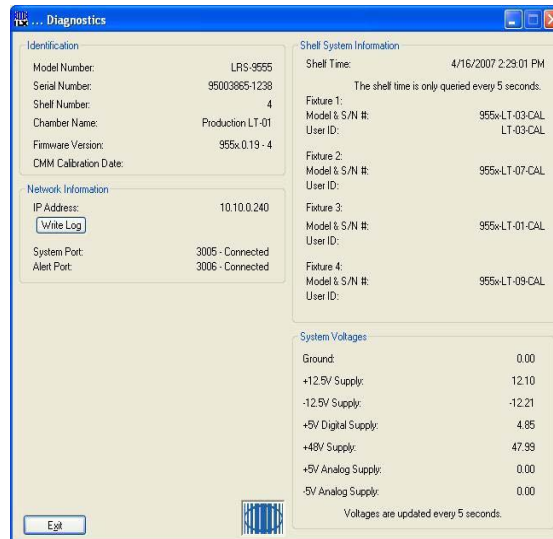 ... Diagnostics
Identification
Model Number: LRS-9555
Serial Number: 95003865-1238
Shelf Number: 4
Chamber Name: Production LT-01
Firmware Version: 955x.0.19 - 4
CMM Calibration Date:
Network Information
IP Address: 10.10.0.240
Write Log
System Port: 3005 - Connected
Alert Port: 3006 - Connected
Exit
Shelf System Information
Shelf Time: 4/16/2007 2:29:01 PM
The shelf time is only queried every 5 seconds.
Fixture 1:
Model & S/N #: 955x-LT-03-CAL
User ID: LT-03-CAL
Fixture 2:
Model & S/N #: 955x-LT-07-CAL
User ID:
Fixture 3:
Model & S/N #: 955x-LT-01-CAL
User ID:
Fixture 4:
Model & S/N #: 955x-LT-09-CAL
User ID:
System Voltages
Ground: 0.00
+12.5V Supply: 12.10
-12.5V Supply: -12.21
+5V Digital Supply: 4.85
+48V Supply: 47.99
+5V Analog Supply: 0.00
-5V Analog Supply: 0.00
Voltages are updated every 5 seconds.